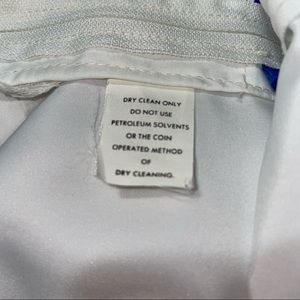 DRY CLEAN ONLY
DO NOT USE
PETROLEUM SOLVENTS
OR THE COIN
OPERATED METHOD
OF
DRY CLEANING.